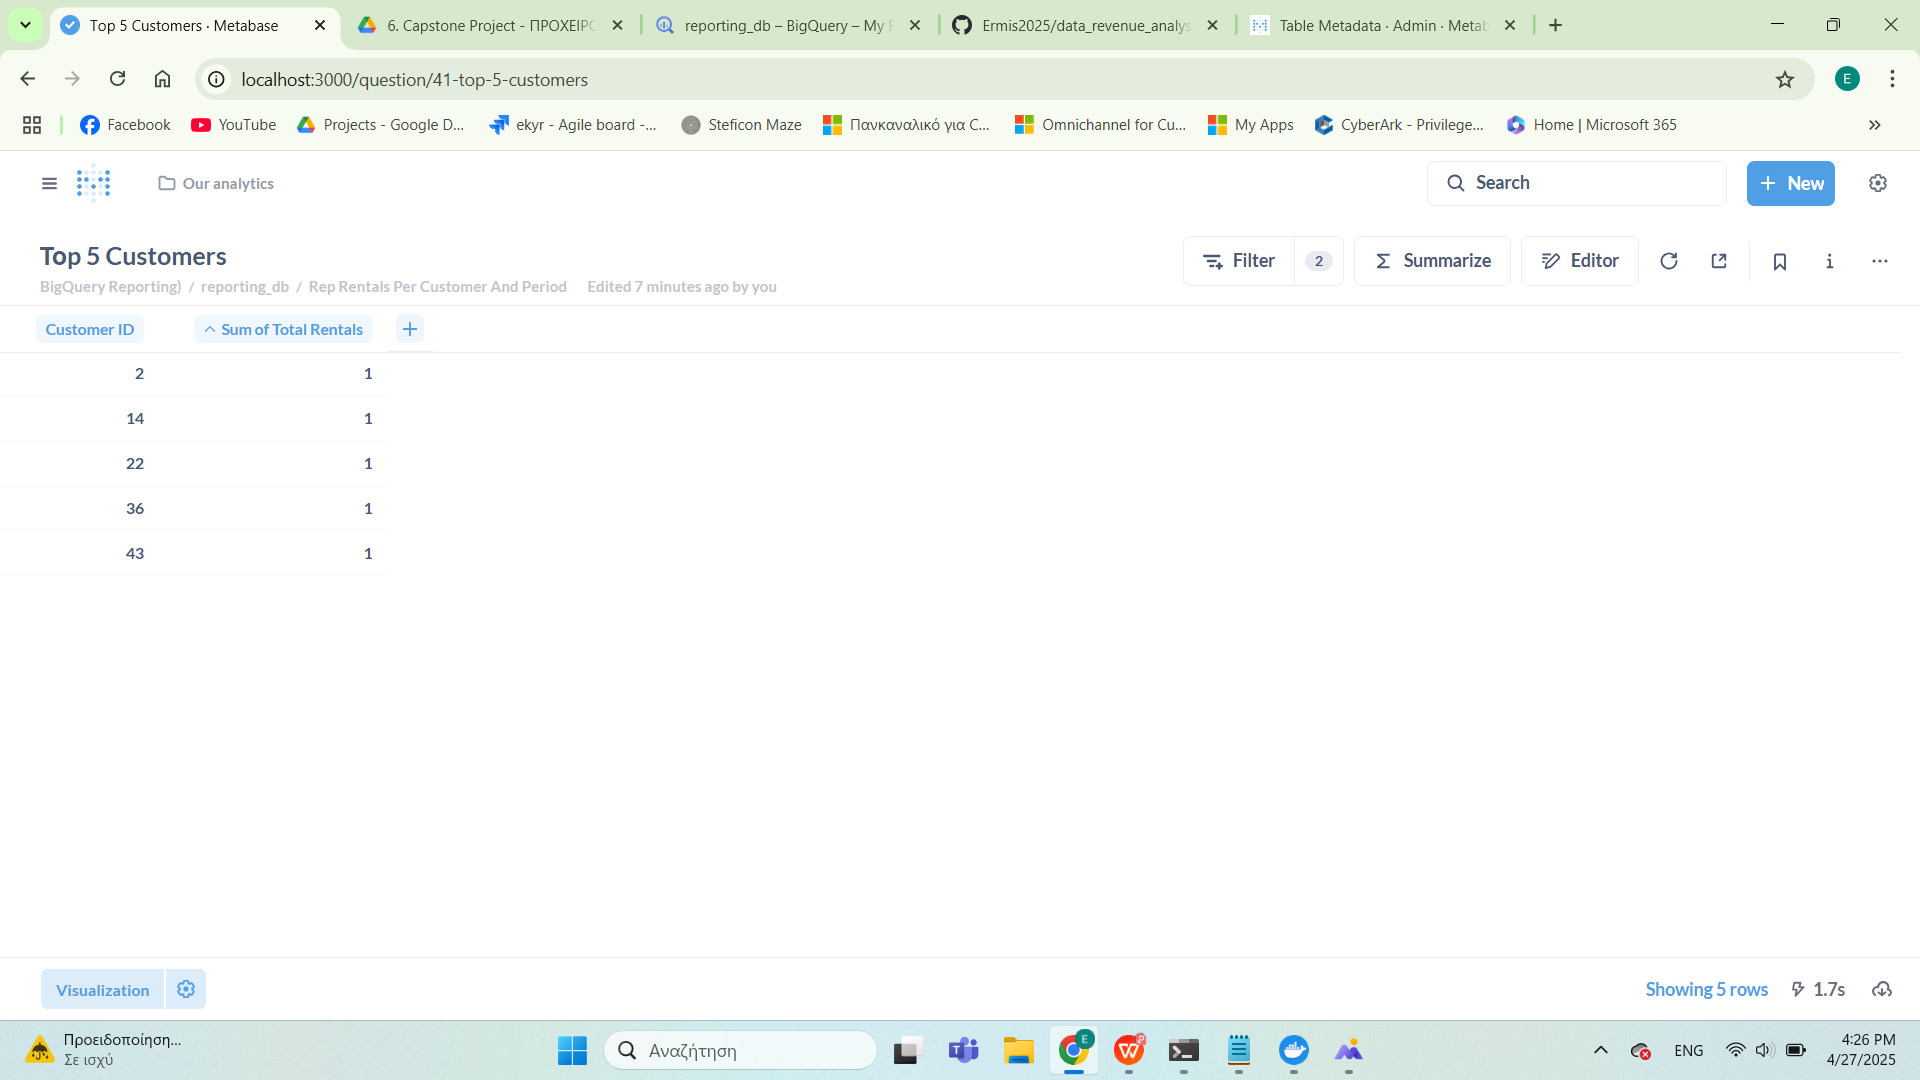 Top 5 Customers · Metabase
6. Capstone Project - ΠΡΟΧΕΙΡΟ
reporting_db – BigQuery – My P
Ermis2025/data_revenue_analys
Table Metadata · Admin · Metab
localhost:3000/question/41-top-5-customers
E
Facebook
YouTube
Projects - Google D...
ekyr - Agile board -...
Steficon Maze
Πανκαναλικό για C...
Omnichannel for Cu...
My Apps
CyberArk - Privilege...
Home | Microsoft 365
Our analytics
Search
New
Top 5 Customers
BigQuery Reporting) / reporting_db / Rep Rentals Per Customer And Period Edited 7 minutes ago by you
Filter 2
Summarize
Editor
Customer ID Sum of Total Rentals
2 1
14 1
22 1
36 1
43 1
Visualization
Showing 5 rows
1.7s
Προειδοποίηση...
Σε ισχύ
Αναζήτηση
E
ENG
4:26 PM
4/27/2025